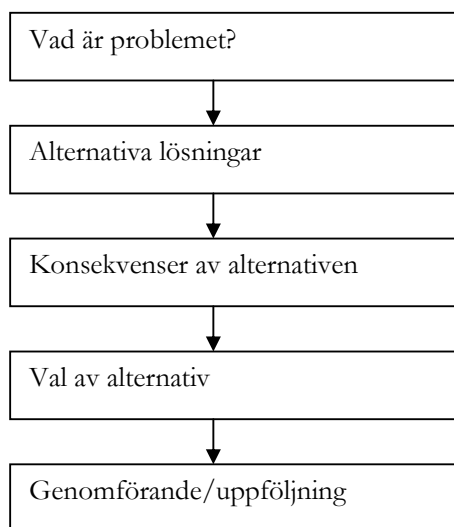 Vad är problemet?
Alternativa lösningar
Konsekvenser av alternativen
Val av alternativ
Genomförande/uppföljning